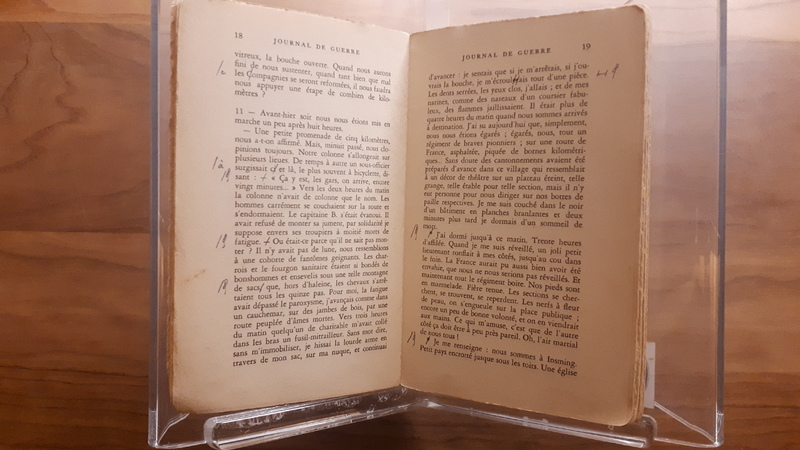 18
JOURNAL DE GUERRE
vitreux, la bouche ouverte. Quand nous aurons
fini de nous sustenter, quand tant bien que mal
les Compagnies se seront reformées, il nous faudra
nous appuyer une étape de combien de kilo-
mètres ?
11 — Avant-hier soir nous nous étions mis en
marche un peu après huit heures.
— Une petite promenade de cinq kilomètres,
nous a-t-on affirmé. Mais, minuit passé, nous clo-
pinions toujours. Notre colonne s'allongeait sur
plusieurs lieues. De temps à autre un sous-officier
surgissait çà et là, le plus souvent à bicyclette, di-
sant : « Ça y est, les gars, on arrive, encore
vingt minutes... » Vers les deux heures du matin
la colonne n'avait de colonne que le nom. Les
hommes carrément se couchaient sur la route et
s'endormaient. Le capitaine B. s'était évanoui. Il
avait refusé de monter sa jument, par solidarité je
suppose envers ses troupiers à moitié morts de
fatigue. Ou était-ce parce qu'il ne sait pas mon-
ter ? Il n'y avait pas de lune, nous ressemblions
à une cohorte de fantômes geignants. Les char-
rois et le fourgon sanitaire étaient si bondés de
bonshommes et ensevelis sous une telle montagne
de sacs que, hors d'haleine, les chevaux s'arrê-
taient tous les quinze pas. Pour moi, la fatigue
avait dépassé le paroxysme, j'avançais comme dans
un cauchemar, sur des jambes de bois, par une
route peuplée d'âmes mortes. Vers trois heures
du matin quelqu'un de charitable m'avait collé
dans les bras un fusil-mitrailleur. Sans mot dire,
sans m'immobiliser, je hissai la lourde arme en
travers de mon sac, sur ma nuque, et continuai
JOURNAL DE GUERRE
19
d'avancer : je sentais que si je m'arrêtais, si j'ou-
vrais la bouche, je m'écroulerais tout d'une pièce.
Les dents serrées, les yeux clos, j'allais ; et de mes
narines, comme des naseaux d'un coursier fabu-
leux, des flammes jaillissaient. Il était plus de
quatre heures du matin quand nous sommes arrivés
à destination. J'ai su aujourd'hui que, simplement,
nous nous étions égarés ; égarés, nous, tout un
régiment de braves pionniers ; sur une route de
France, asphaltée, piquée de bornes kilométri-
ques... Sans doute des cantonnements avaient été
préparés d'avance dans ce village qui ressemblait
à un décor de théâtre sur un plateau éteint, telle
grange, telle étable pour telle section, mais il n'y
est personne pour nous diriger sur nos bottes de
paille respectives. Je me suis couché dans le noir
d'un bâtiment en planches branlantes et deux
minutes plus tard je dormais d'un sommeil de
mort.
J'ai dormi jusqu'à ce matin. Trente heures
d'affilée. Quand je me suis réveillé, un joli petit
lieutenant ronflait à mes côtés, jusqu'au cou dans
le foin. La France aurait pu aussi bien avoir été
envahie, que nous ne nous serions pas réveillés. Et
maintenant tout le régiment boite. Nos pieds sont
en marmelade. Fièvre tenue. Les sections se cher-
chent, se trouvent, se reperdent. Les nerfs à fleur
de peau, on s'engueule sur la place publique ;
encore un peu de bonne volonté, et on en viendrait
aux mains. Ce qui m'amuse, c'est que de l'autre
côté ça doit être à peu près pareil. Oh, l'air martial
de nous tous !
Je me renseigne : nous sommes à Insming.
Petit pays encrotté jusque sous les toits. Une église